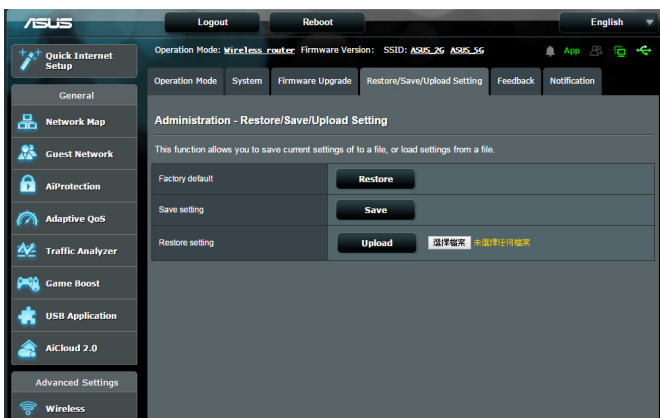 ASUS
Logout
Reboot
English
Quick Internet Setup
Operation Mode: Wireless router Firmware Version: SSID: ASUS_2G ASUS_5G
App
Operation Mode
System
Firmware Upgrade
Restore/Save/Upload Setting
Feedback
Notification
General
Network Map
Guest Network
AiProtection
Adaptive QoS
Traffic Analyzer
Game Boost
USB Application
AiCloud 2.0
Advanced Settings
Wireless
Administration - Restore/Save/Upload Setting
This function allows you to save current settings of to a file, or load settings from a file.
Factory default
Restore
Save setting
Save
Restore setting
Upload
選擇檔案 未選擇任何檔案